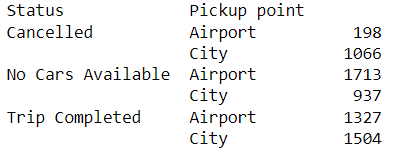 Status Pickup point
Cancelled Airport 198
City 1066
No Cars Available Airport 1713
City 937
Trip Completed Airport 1327
City 1504